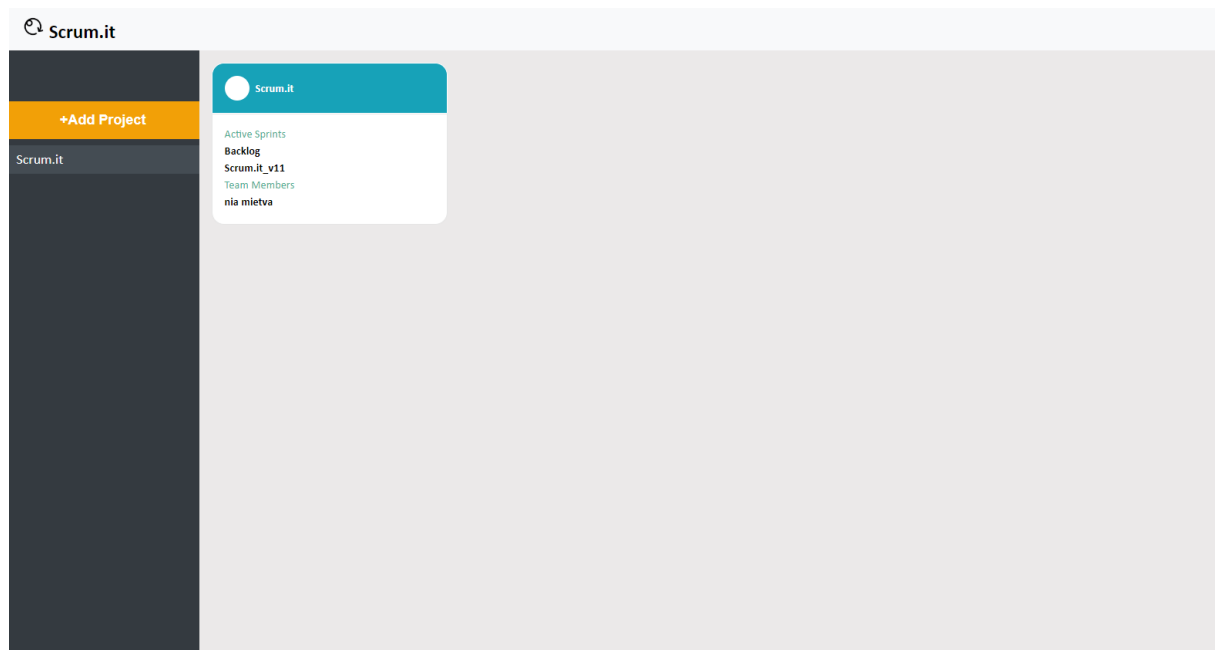 Scrum.it
+Add Project
Scrum.it
Scrum.it
Active Sprints
Backlog
Scrum.it_v11
Team Members
nia mietva